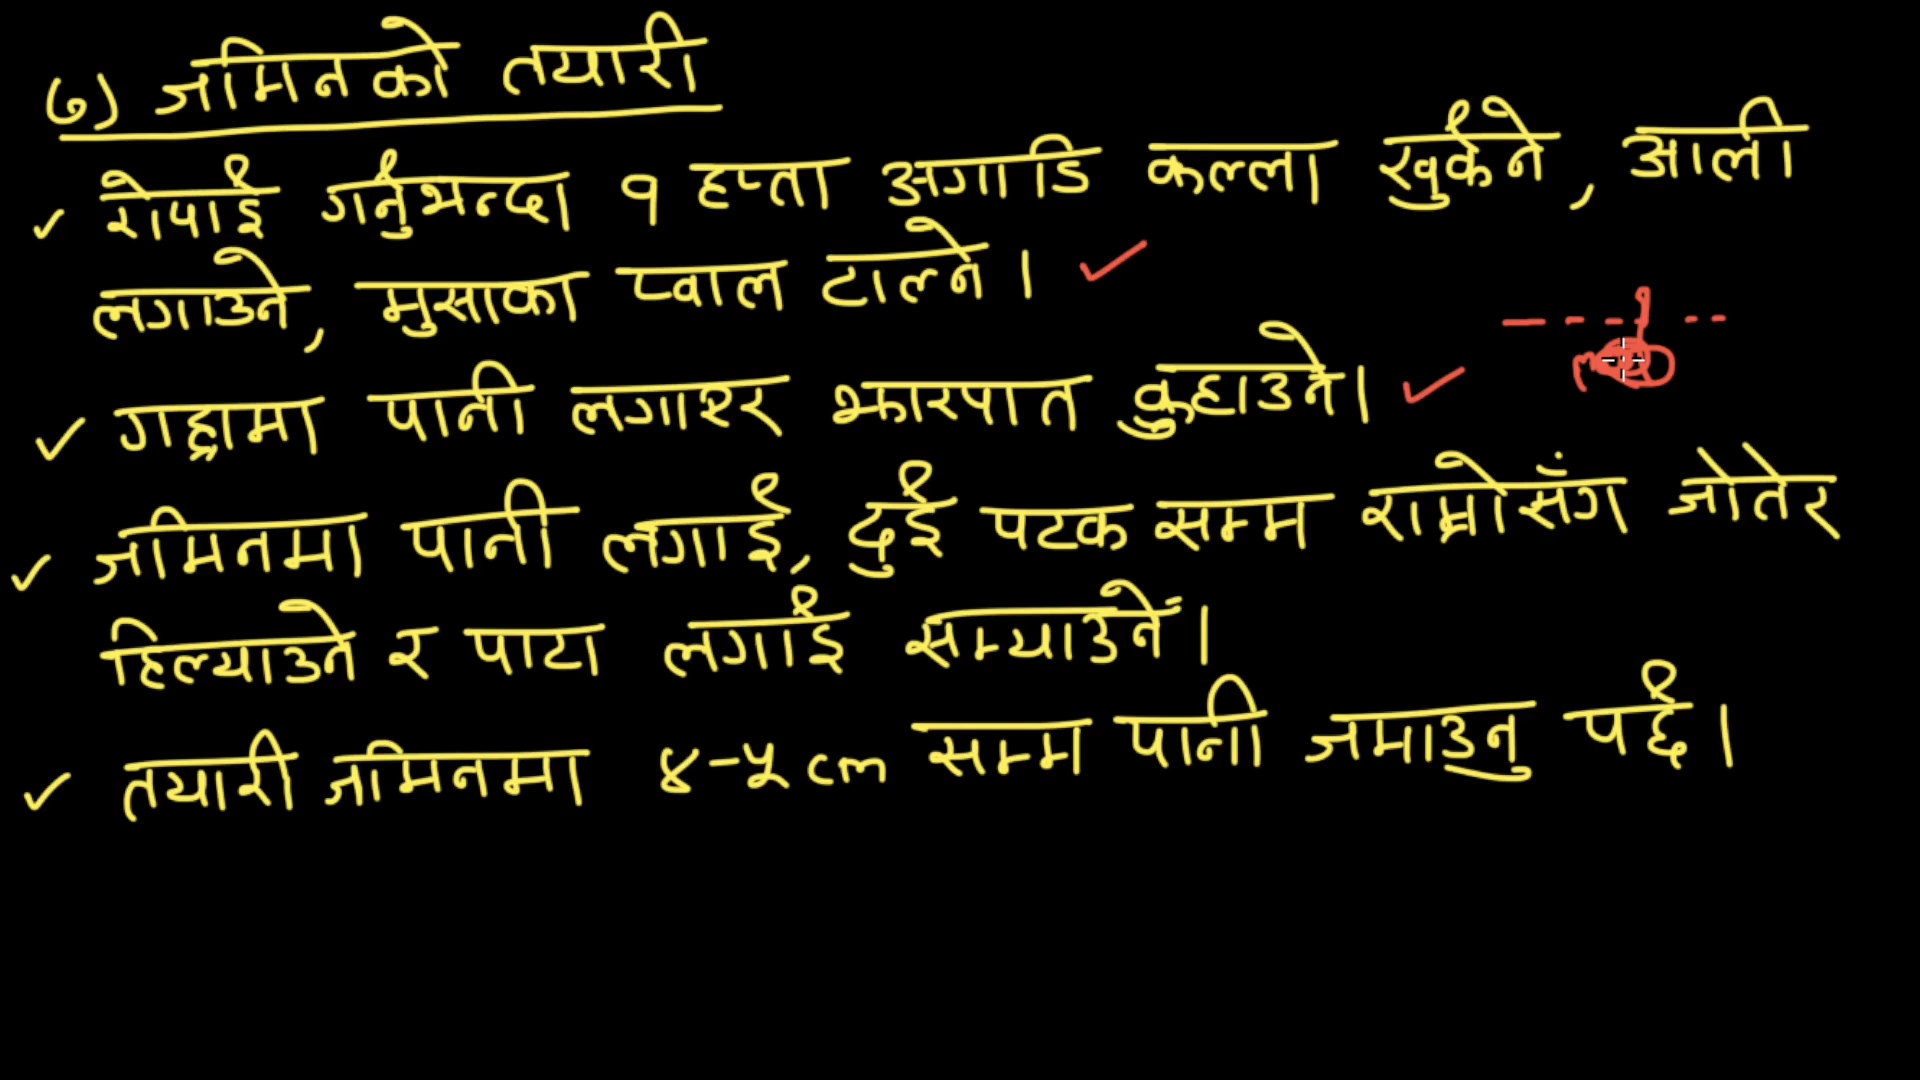 ७) जमिनको तयारी
✓ रोपाई गर्नुभन्दा १ हप्ता अगाडि कल्ला खुर्कने, आली
लगाउने, मुसाका प्वाल टाल्ने। ✓
✓ गह्रामा पानी लगाएर झारपात कुहाउने। ✓
✓ जमिनमा पानी लगाई, दुई पटक सम्म राम्रोसँग जोतेर
हिल्याउने र पाटा लगाई सम्याउने।
✓ तयारी जमिनमा ४-५ cm सम्म पानी जमाउनु पर्छ।